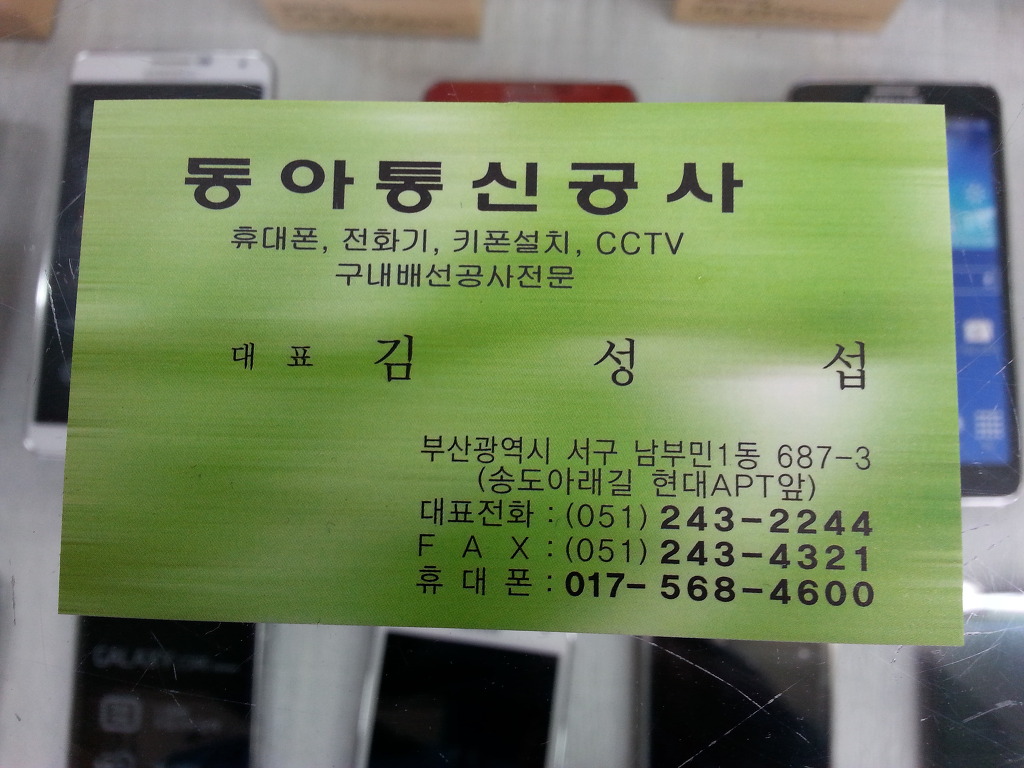 동아통신공사
휴대폰, 전화기, 키폰설치, CCTV
구내배선공사전문
대 표 김 성 섭
부산광역시 서구 남부민1동 687-3
(송도아래길 현대APT앞)
대표전화 : (051) 243-2244
F A X : (051) 243-4321
휴 대 폰 : 017- 568-4600
GALAXY